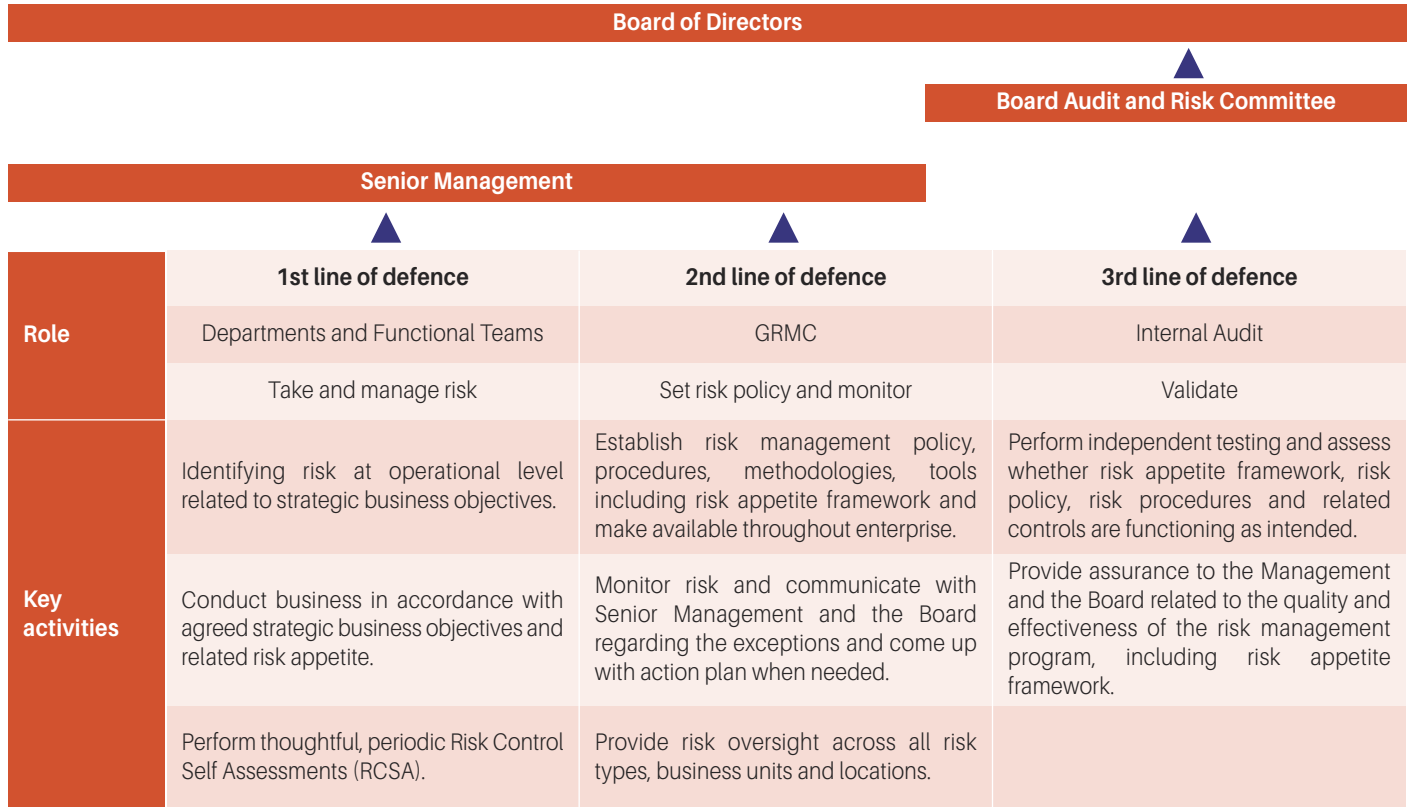 Board of Directors
Board Audit and Risk Committee
Senior Management
Role
1st line of defence
2nd line of defence
3rd line of defence
Departments and Functional Teams
GRMC
Internal Audit
Take and manage risk
Set risk policy and monitor
Validate
Key
activities
Identifying risk at operational level
related to strategic business objectives.
Establish risk management policy,
procedures, methodologies, tools
including risk appetite framework and
make available throughout enterprise.
Perform independent testing and assess
whether risk appetite framework, risk
policy, risk procedures and related
controls are functioning as intended.
Conduct business in accordance with
agreed strategic business objectives and
related risk appetite.
Monitor risk and communicate with
Senior Management and the Board
regarding the exceptions and come up
with action plan when needed.
Provide assurance to the Management
and the Board related to the quality and
effectiveness of the risk management
program, including risk appetite
framework.
Perform thoughtful, periodic Risk Control
Self Assessments (RCSA).
Provide risk oversight across all risk
types, business units and locations.